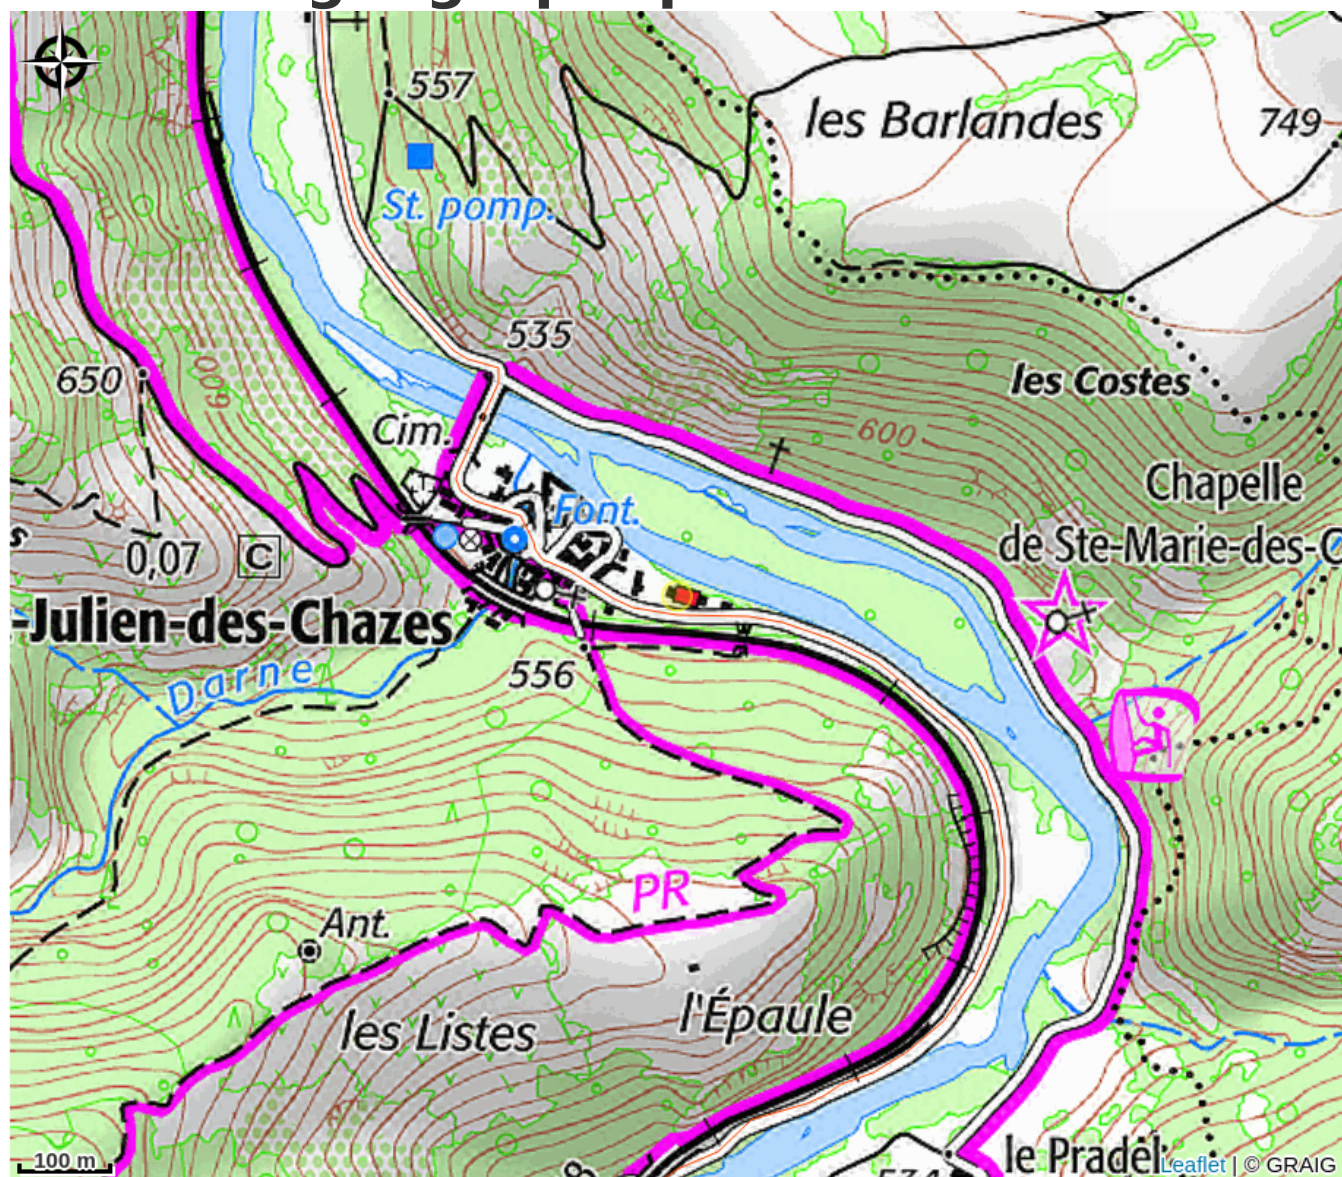 557
les Barlandes
749
St. pomp.
535
650
600
les Costes
Cim.
600
Chapelle
de Ste-Marie-des-C
Font.
s
0,07 C
-Julien-des-Chazes
Darne
556
PR
Ant.
les Listes
l'Épaule
le Pradel
100 m
Leaflet | © GRAIG